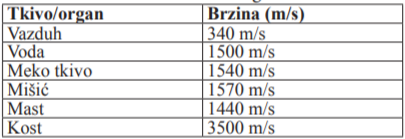 Tkivo/organ Brzina (m/s)
Vazduh 340 m/s
Voda 1500 m/s
Meko tkivo 1540 m/s
Mišić 1570 m/s
Mast 1440 m/s
Kost 3500 m/s